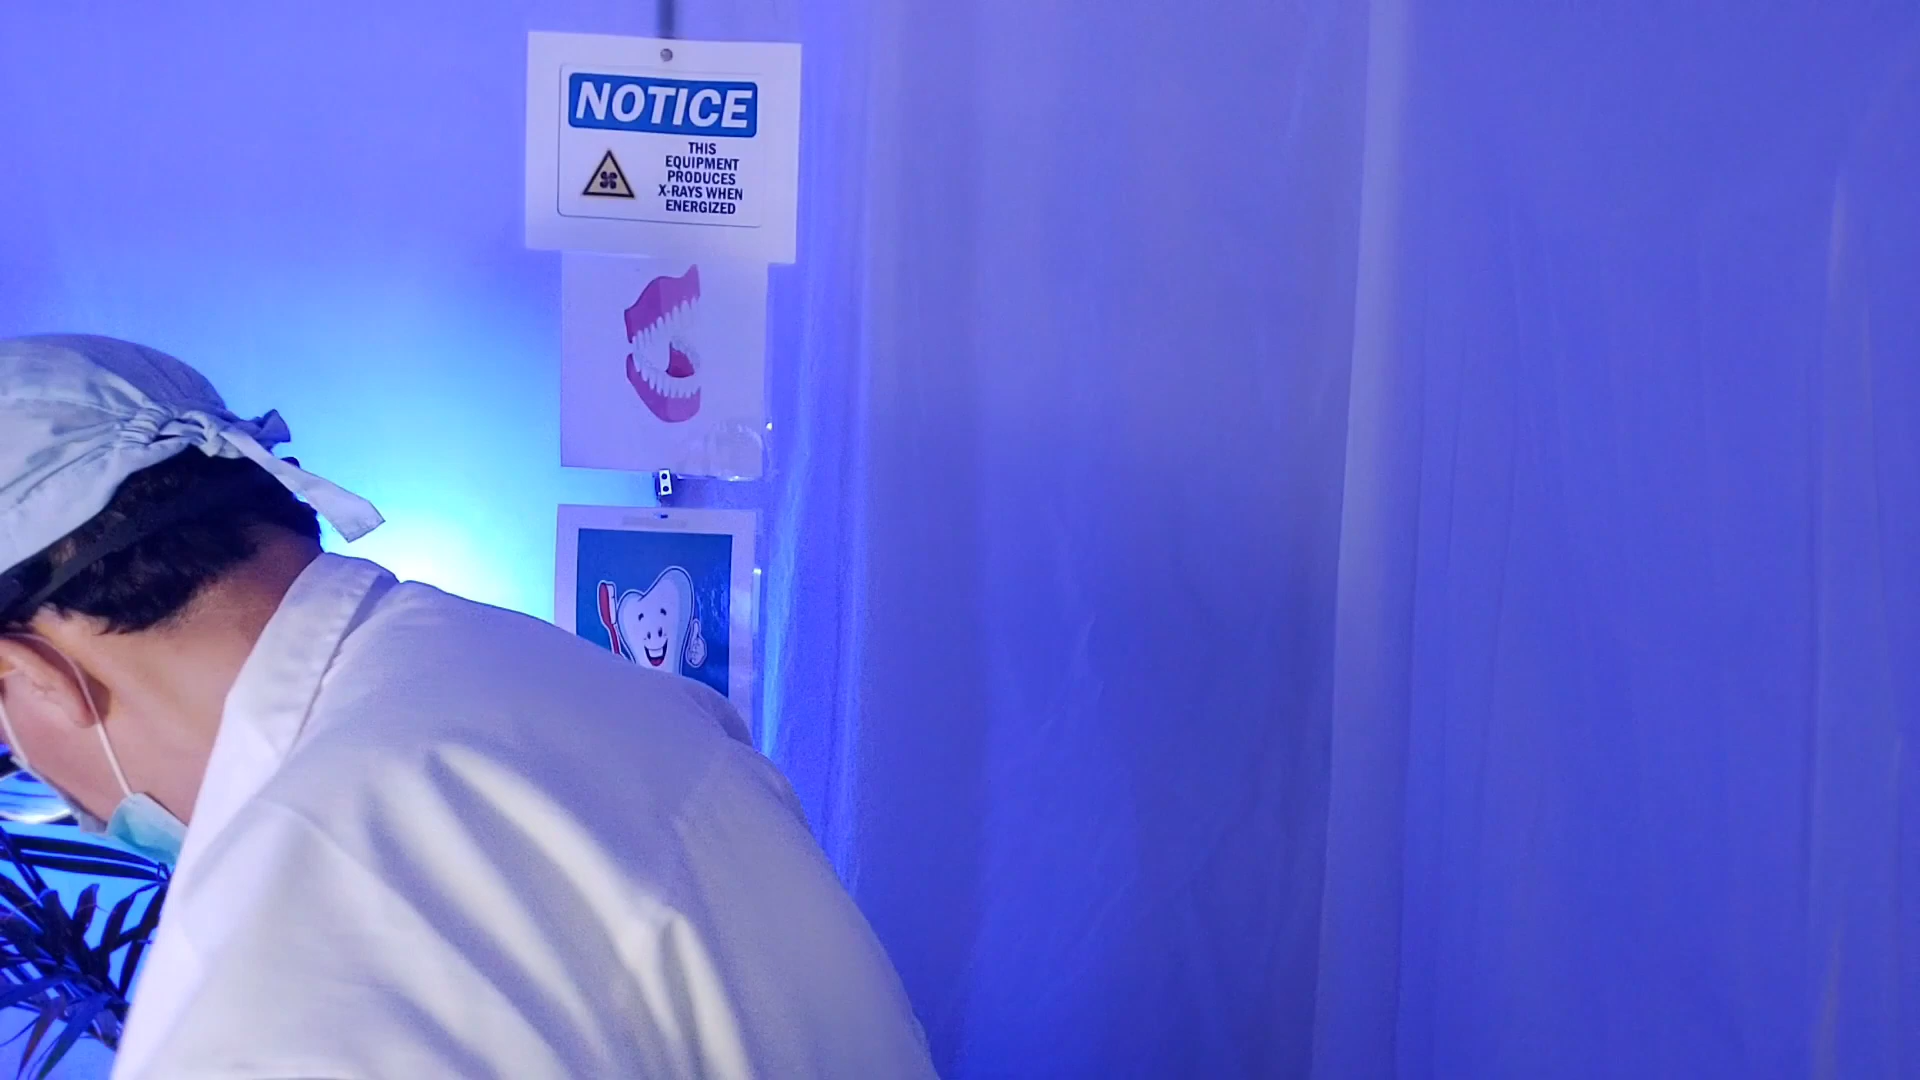 NOTICE
THIS
EQUIPMENT
PRODUCES
X-RAYS WHEN
ENERGIZED